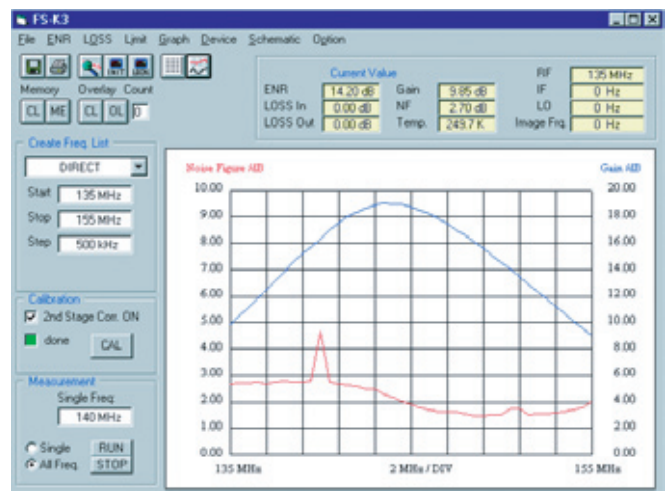 FS-K3
File ENR LOSS Limit Graph Device Schematic Option
Memory Overlay Count
CL ME CL OL 0
Current Value
ENR 14.20 dB Gain 9.85 dB RF 135 MHz
LOSS In 0.00 dB NF 2.70 dB IF 0 Hz
LOSS Out 0.00 dB Temp. 249.7 K LO 0 Hz
Image Frq. 0 Hz
Create Freq. List
DIRECT
Start 135 MHz
Stop 155 MHz
Step 500 kHz
Calibration
2nd Stage Corr. ON
done CAL
Measurement
Single Freq:
140 MHz
Single RUN
All Freq. STOP
Noise Figure /dB Gain /dB
10.00 20.00
9.00 18.00
8.00 16.00
7.00 14.00
6.00 12.00
5.00 10.00
4.00 8.00
3.00 6.00
2.00 4.00
1.00 2.00
0.00 0.00
135 MHz 2 MHz / DIV 155 MHz